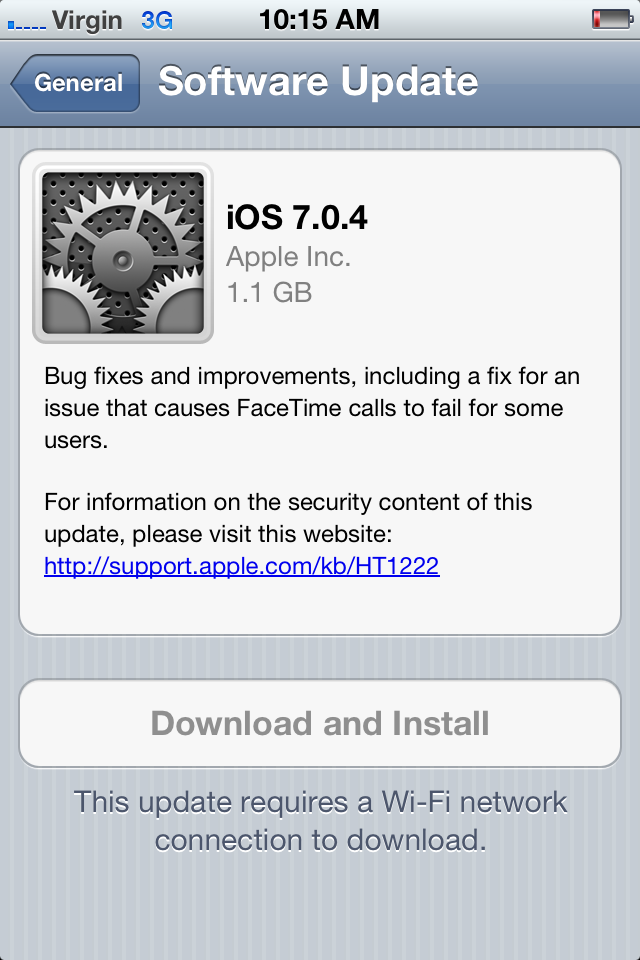 Virgin 3G 10:15 AM
General Software Update
iOS 7.0.4
Apple Inc.
1.1 GB
Bug fixes and improvements, including a fix for an
issue that causes FaceTime calls to fail for some
users.
For information on the security content of this
update, please visit this website:
http://support.apple.com/kb/HT1222
Download and Install
This update requires a Wi-Fi network
connection to download.